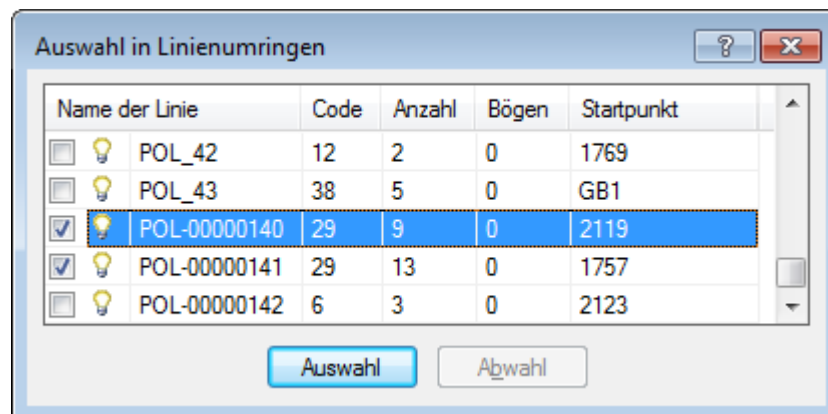 Auswahl in Linienumringen
Name der Linie Code Anzahl Bögen Startpunkt
POL_42 12 2 0 1769
POL_43 38 5 0 GB1
POL-00000140 29 9 0 2119
POL-00000141 29 13 0 1757
POL-00000142 6 3 0 2123
Auswahl Abwahl